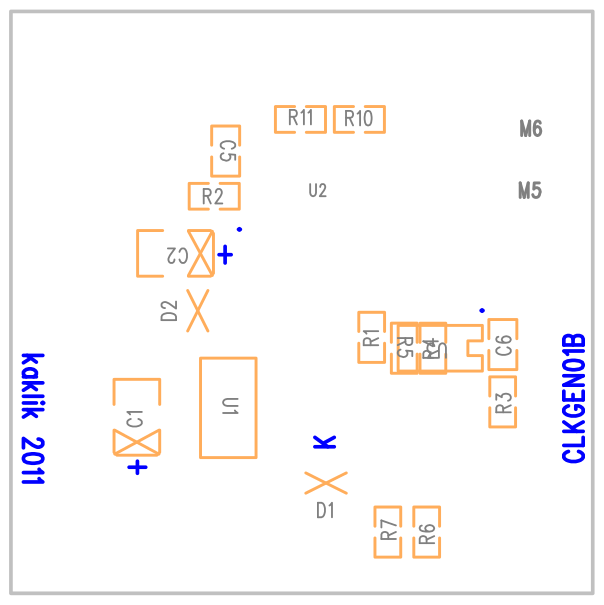 R11 R10
M6
C5
R2
U2
M5
C2
+
D2
R1
R5
R4
C6
kaklik 2011
CLKGEN01B
C1
U1
R3
K
+
D1
R7
R6